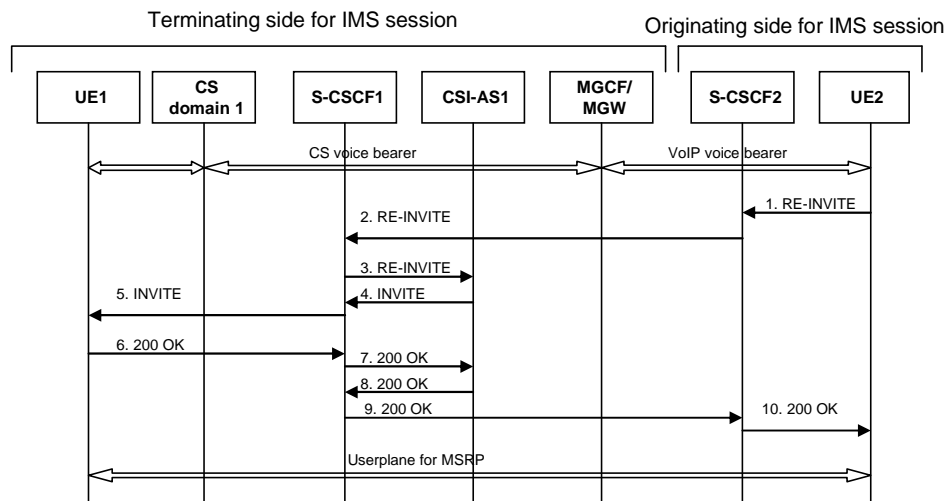 Terminating side for IMS session
Originating side for IMS session
UE1
CS
domain 1
S-CSCF1
CSI-AS1
MGCF/
MGW
S-CSCF2
UE2
CS voice bearer
VoIP voice bearer
1. RE-INVITE
2. RE-INVITE
3. RE-INVITE
4. INVITE
5. INVITE
6. 200 OK
7. 200 OK
8. 200 OK
9. 200 OK
10. 200 OK
Userplane for MSRP